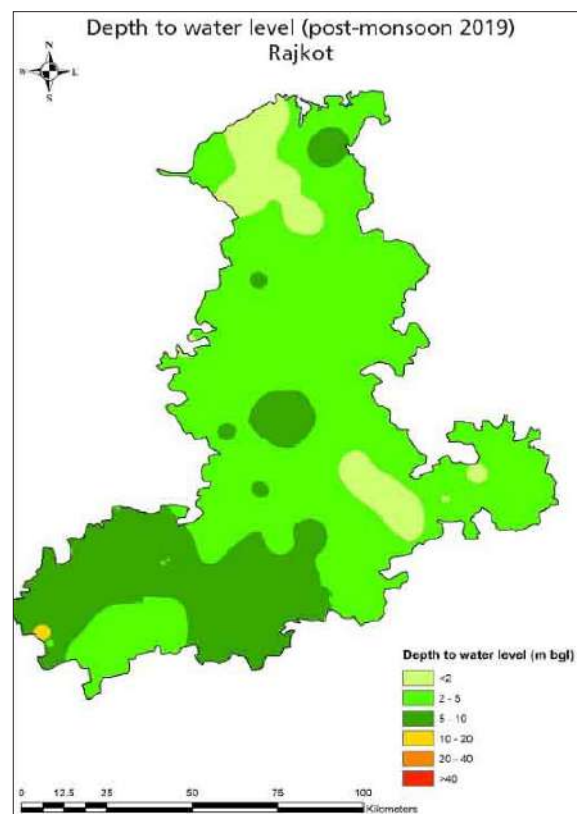 Depth to water level (post-monsoon 2019)
Rajkot
N
W
E
S
Depth to water level (m bgl)
<2
2 - 5
5 - 10
10 - 20
20 - 40
>40
0 12.5 25 50 75 100
Kilometers